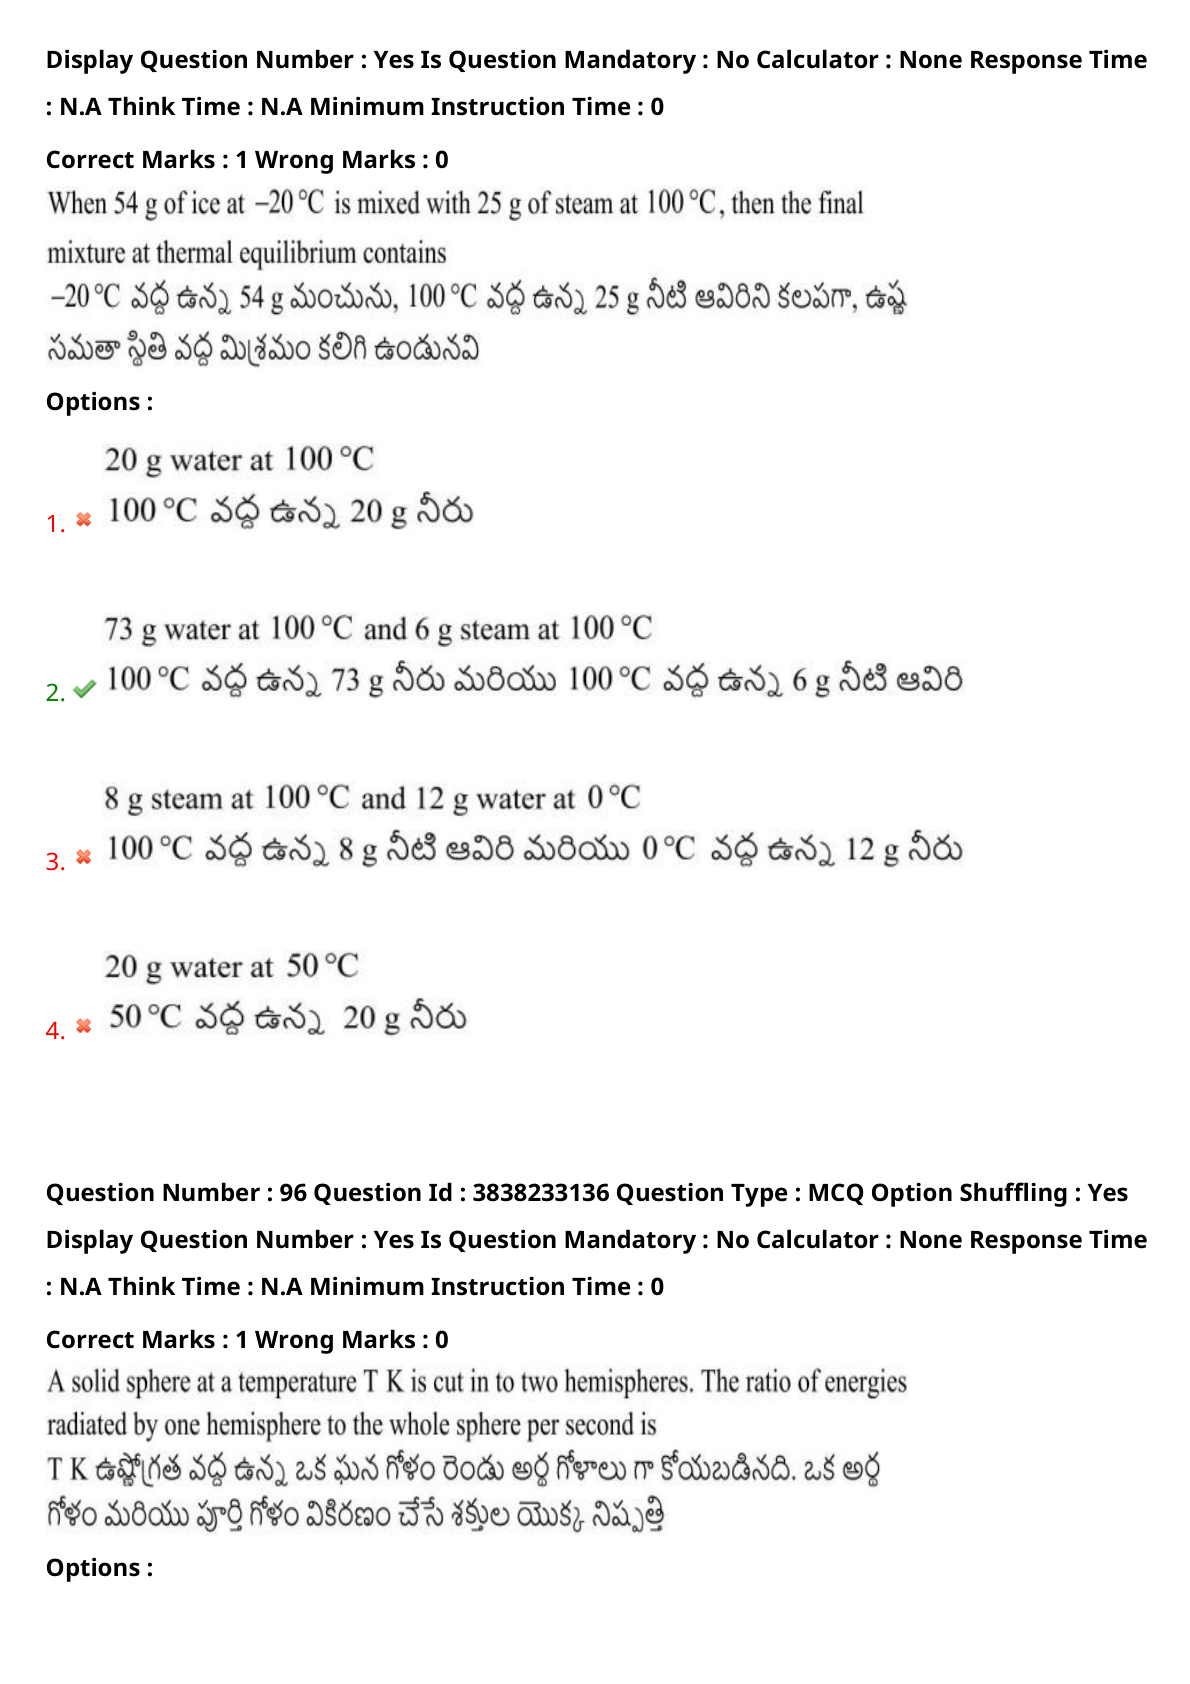 Display Question Number : Yes Is Question Mandatory : No Calculator : None Response Time
: N.A Think Time : N.A Minimum Instruction Time : 0
Correct Marks : 1 Wrong Marks : 0
When 54 g of ice at –20 °C is mixed with 25 g of steam at 100 °C, then the final
mixture at thermal equilibrium contains
–20 °C వద్ద ఉన్న 54 g మంచును, 100 °C వద్ద ఉన్న 25 g నీటి ఆవిరిని కలపగా, ఉష్ణ
సమతా స్థితి వద్ద మిశ్రమం కలిగి ఉండునవి
Options :
20 g water at 100 °C
1. 100 °C వద్ద ఉన్న 20 g నీరు
73 g water at 100 °C and 6 g steam at 100 °C
2. 100 °C వద్ద ఉన్న 73 g నీరు మరియు 100 °C వద్ద ఉన్న 6 g నీటి ఆవిరి
8 g steam at 100 °C and 12 g water at 0 °C
3. 100 °C వద్ద ఉన్న 8 g నీటి ఆవిరి మరియు 0 °C వద్ద ఉన్న 12 g నీరు
20 g water at 50 °C
4. 50 °C వద్ద ఉన్న 20 g నీరు
Question Number : 96 Question Id : 3838233136 Question Type : MCQ Option Shuffling : Yes
Display Question Number : Yes Is Question Mandatory : No Calculator : None Response Time
: N.A Think Time : N.A Minimum Instruction Time : 0
Correct Marks : 1 Wrong Marks : 0
A solid sphere at a temperature T K is cut in to two hemispheres. The ratio of energies
radiated by one hemisphere to the whole sphere per second is
T K ఉష్ణోగ్రత వద్ద ఉన్న ఒక ఘన గోళం రెండు అర్ధ గోళాలు గా కోయబడినది. ఒక అర్ధ
గోళం మరియు పూర్తి గోళం వికిరణం చేసే శక్తుల యొక్క నిష్పత్తి
Options :